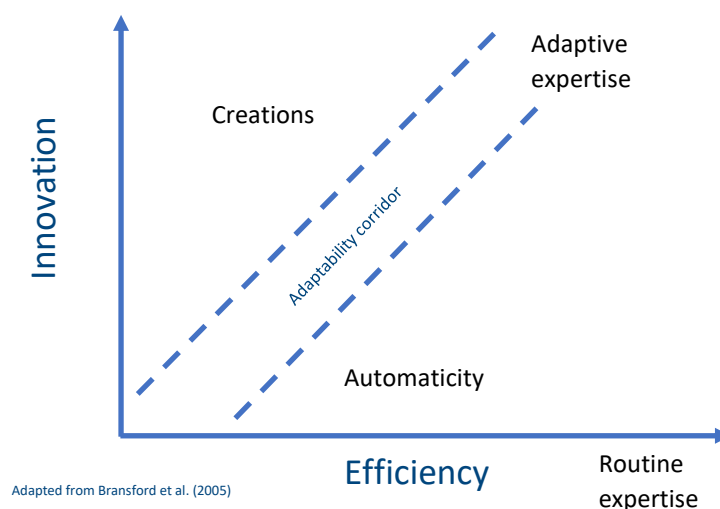 Adaptive
expertise
Creations
Innovation
Adaptability corridor
Automaticity
Efficiency
Routine
expertise
Adapted from Bransford et al. (2005)